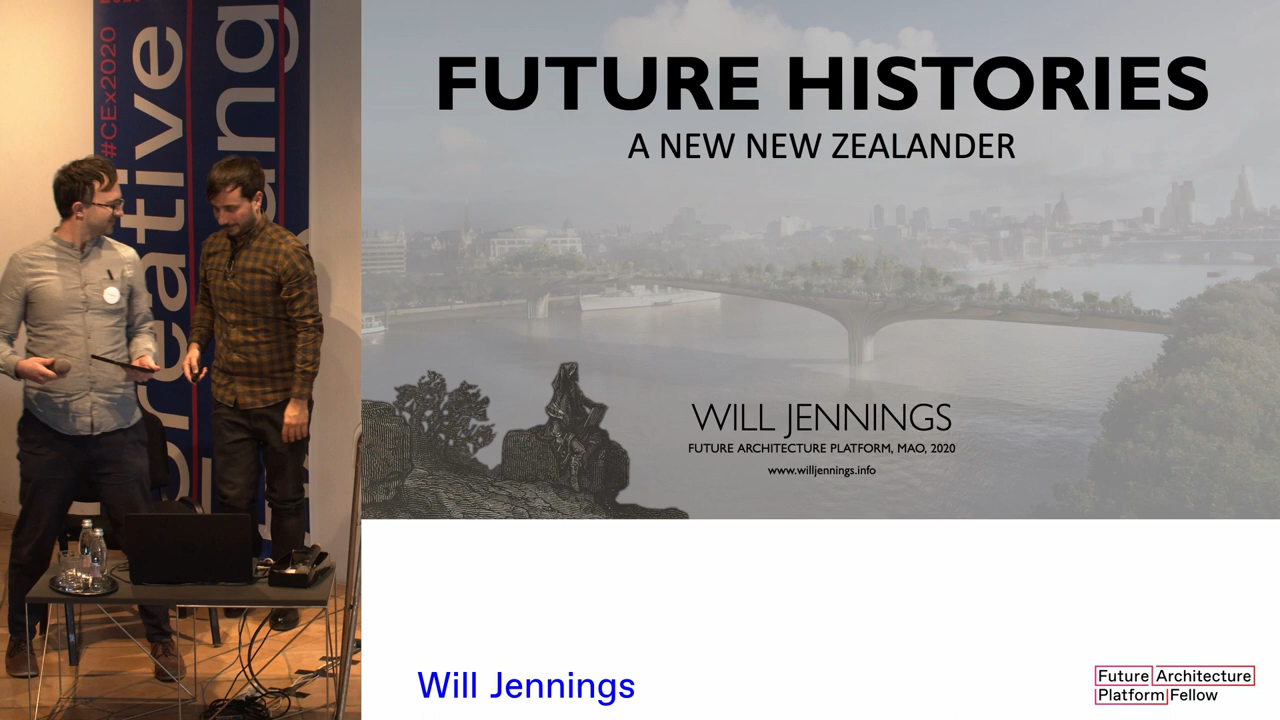 #CEx2020
Creative
FUTURE HISTORIES
A NEW NEW ZEALANDER
WILL JENNINGS
FUTURE ARCHITECTURE PLATFORM, MAO, 2020
www.willjennings.info
Will Jennings
Future Architecture
Platform Fellow